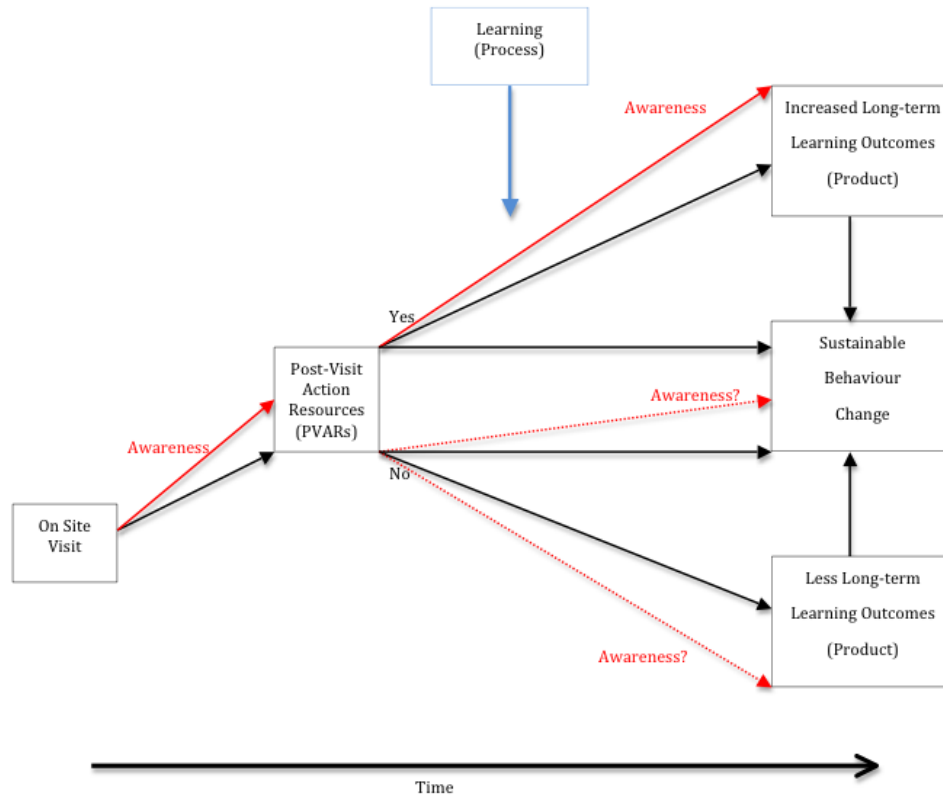 Learning
(Process)
Awareness
Increased Long-term
Learning Outcomes
(Product)
Yes
Post-Visit
Action
Resources
(PVARs)
Sustainable
Behaviour
Change
Awareness?
Awareness
No
On Site
Visit
Less Long-term
Learning Outcomes
(Product)
Awareness?
Time